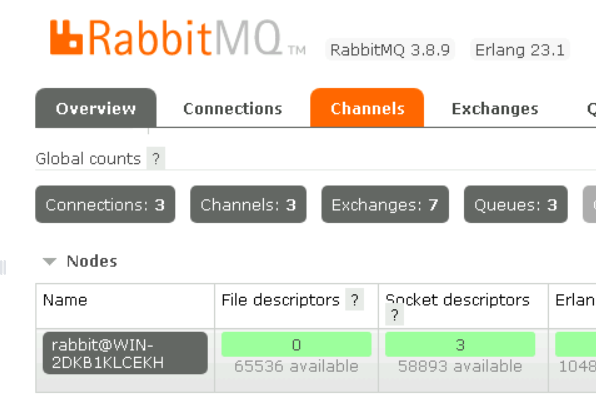 RabbitMQ TM RabbitMQ 3.8.9 Erlang 23.1
Overview Connections Channels Exchanges Q
Global counts ?
Connections: 3 Channels: 3 Exchanges: 7 Queues: 3
Nodes
Name File descriptors ? Socket descriptors ? Erlan
rabbit@WIN-2DKB1KLCEKH 0 3
65536 available 58893 available 1048